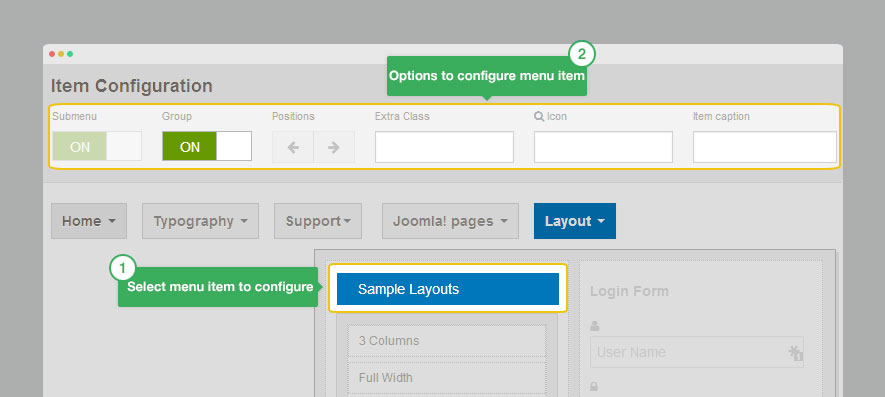 2
Options to configure menu item
Item Configuration
Submenu Group Positions Extra Class Icon Item caption
ON ON
Home Typography Support Joomla! pages Layout
1
Select menu item to configure
Sample Layouts
Login Form
3 Columns
User Name
Full Width